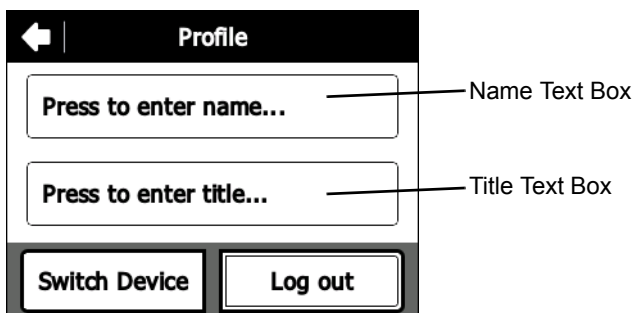 Profile
Press to enter name...
Name Text Box
Press to enter title...
Title Text Box
Switch Device
Log out